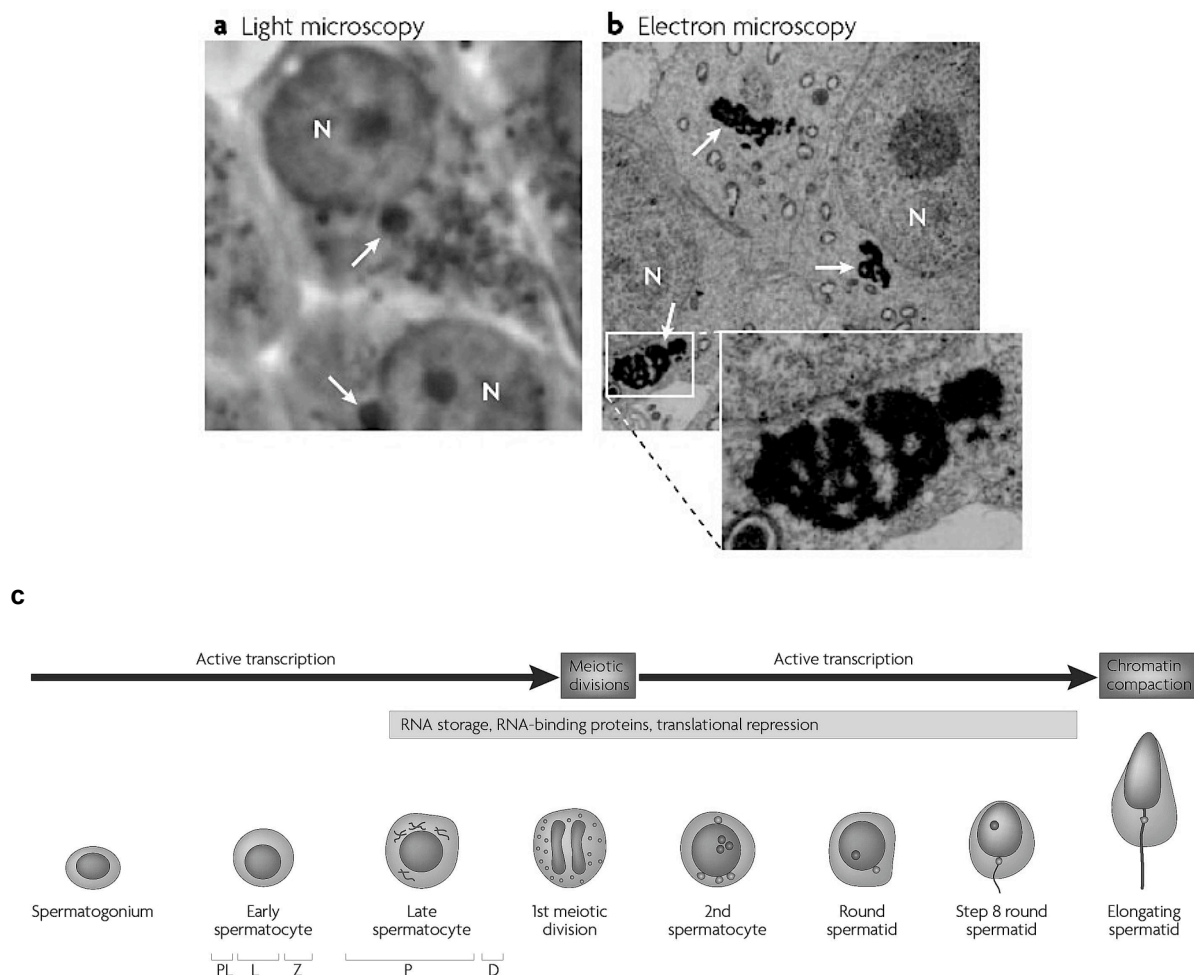 a Light microscopy
b Electron microscopy
N
N
N
N
c
Active transcription
Meiotic
divisions
Active transcription
Chromatin
compaction
RNA storage, RNA-binding proteins, translational repression
Spermatogonium
Early
spermatocyte
Late
spermatocyte
1st meiotic
division
2nd
spermatocyte
Round
spermatid
Step 8 round
spermatid
Elongating
spermatid
PL L Z P D